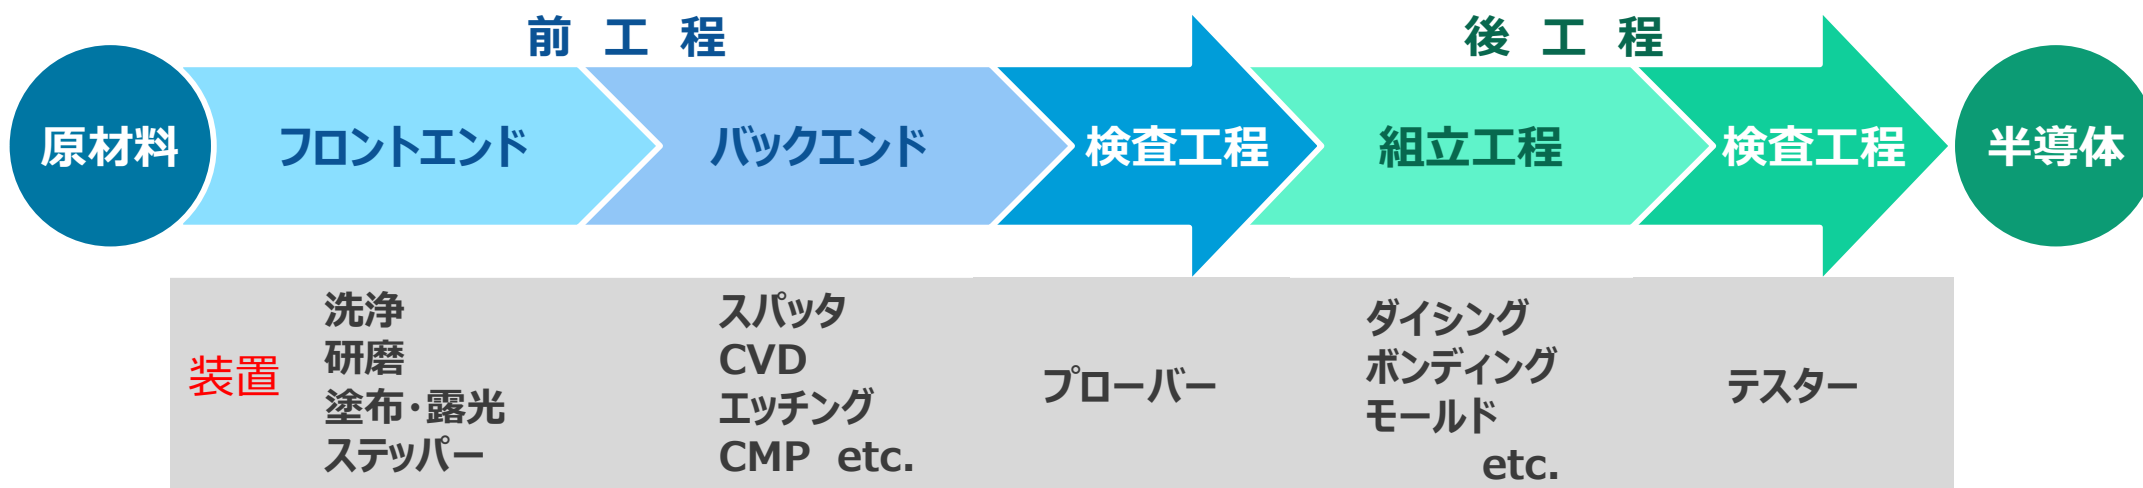 前 工 程
後 工 程
原材料
フロントエンド
バックエンド
検査工程
組立工程
検査工程
半導体
装置
洗浄
研磨
塗布・露光
ステッパー
スパッタ
CVD
エッチング
CMP etc.
プローバー
ダイシング
ボンディング
モールド
etc.
テスター